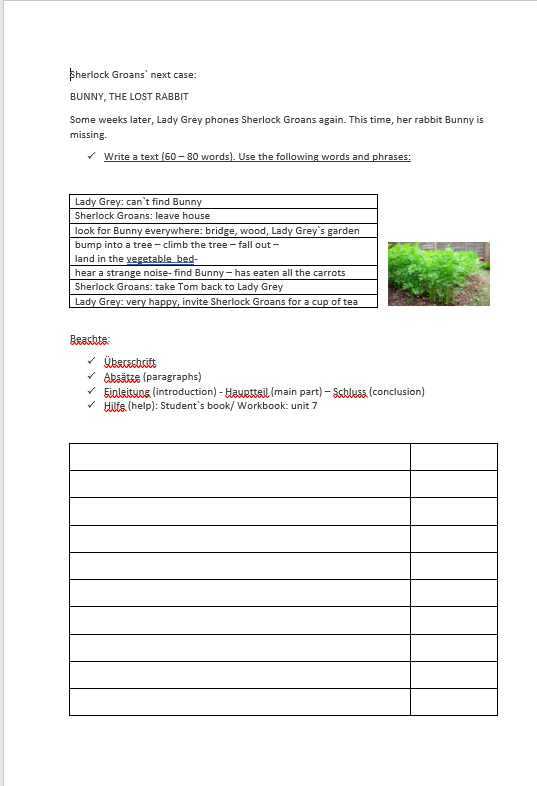 Sherlock Groans` next case:
BUNNY, THE LOST RABBIT
Some weeks later, Lady Grey phones Sherlock Groans again. This time, her rabbit Bunny is
missing.
✓ Write a text (60 – 80 words). Use the following words and phrases:
Lady Grey: can`t find Bunny
Sherlock Groans: leave house
look for Bunny everywhere: bridge, wood, Lady Grey`s garden
bump into a tree – climb the tree – fall out –
land in the vegetable bed-
hear a strange noise- find Bunny – has eaten all the carrots
Sherlock Groans: take Tom back to Lady Grey
Lady Grey: very happy, invite Sherlock Groans for a cup of tea
Beachte:
✓ Überschrift
✓ Absätze (paragraphs)
✓ Einleitung (introduction) - Hauptteil (main part) – Schluss (conclusion)
✓ Hilfe (help): Student`s book/ Workbook: unit 7